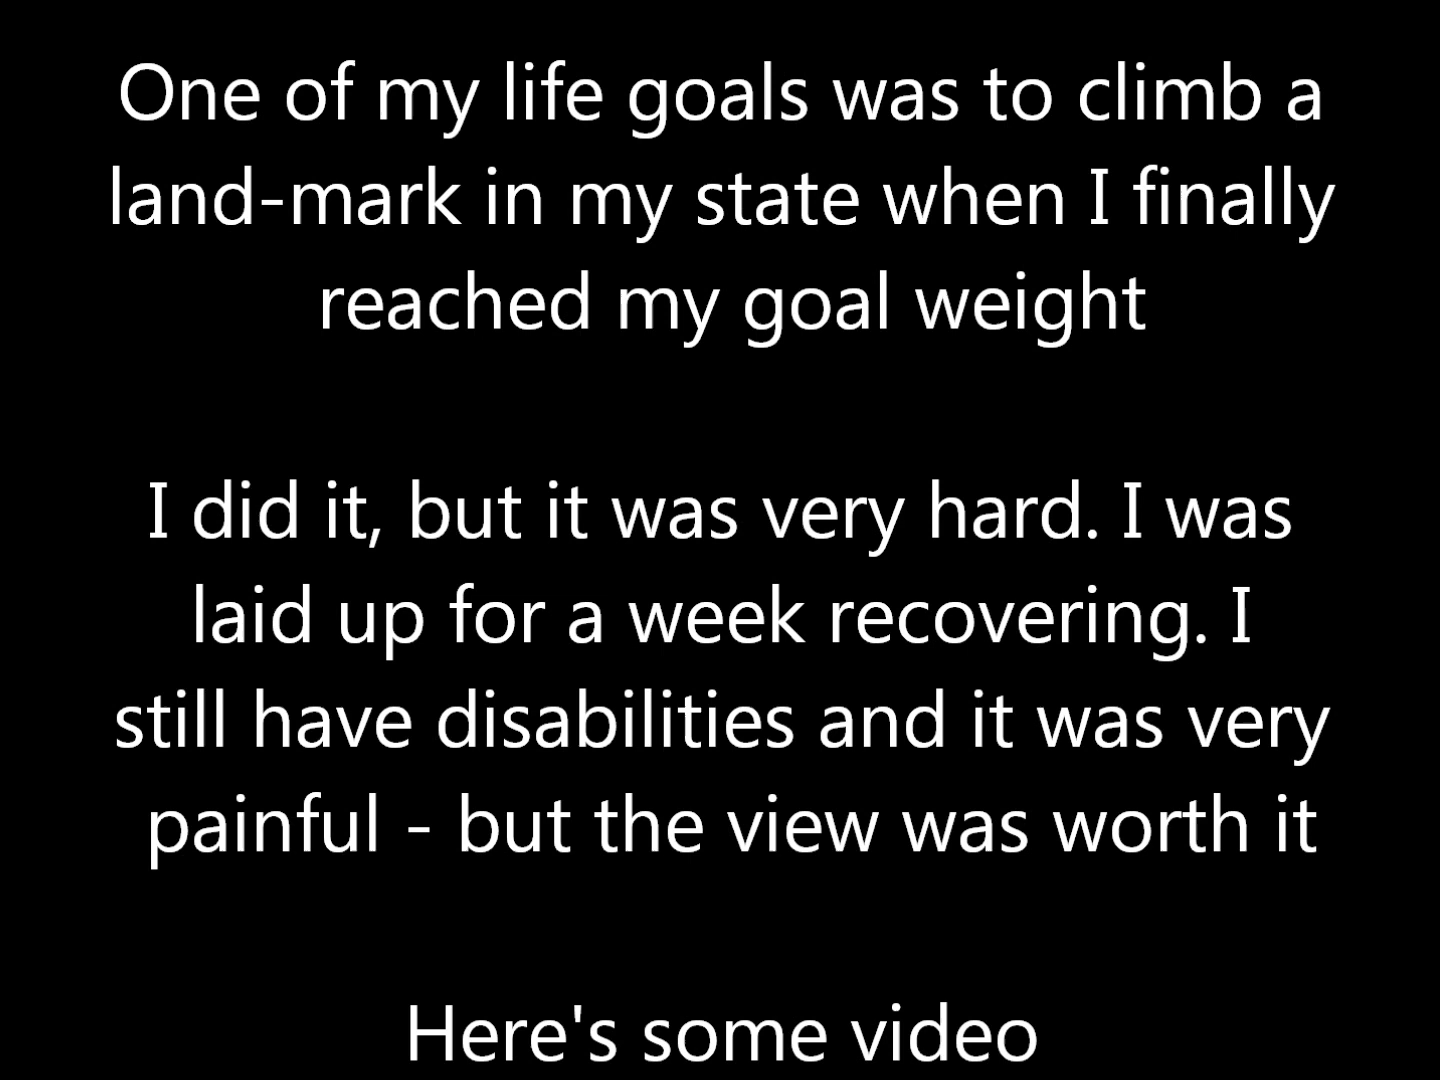 One of my life goals was to climb a
land-mark in my state when I finally
reached my goal weight
I did it, but it was very hard. I was
laid up for a week recovering. I
still have disabilities and it was very
painful - but the view was worth it
Here's some video